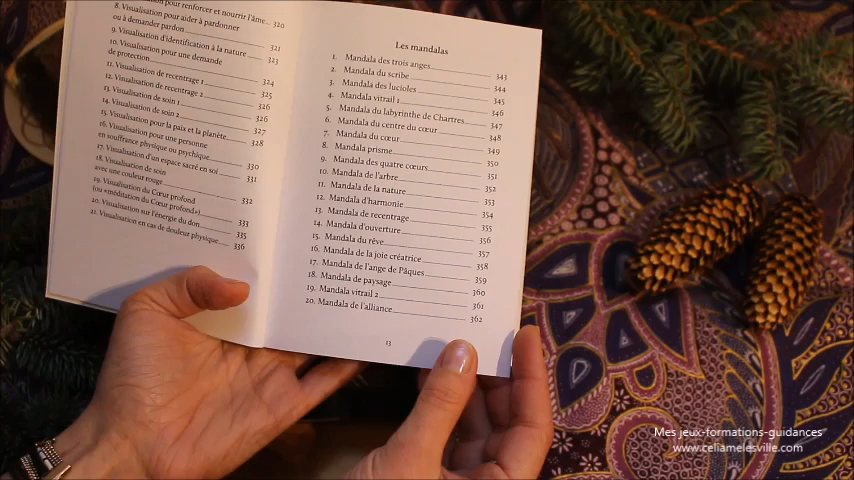 Visualisation pour renforcer et nourrir l'âme 320
8. Visualisation pour aider à pardonner
ou à demander pardon 321
9. Visualisation d'identification à la nature 323
10. Visualisation pour une demande
de protection 324
11. Visualisation de recentrage 1 325
12. Visualisation de recentrage 2 326
13. Visualisation de soin 1 326
14. Visualisation de soin 2 327
15. Visualisation pour la paix et la planète 328
16. Visualisation pour une personne
en souffrance physique ou psychique 330
17. Visualisation d'un espace sacré en soi 331
18. Visualisation de soin
avec une couleur rouge 332
19. Visualisation du Cœur profond
(ou «méditation du Cœur profond») 333
20. Visualisation sur l'énergie du don 335
21. Visualisation en cas de douleur physique 336
Les mandalas
1. Mandala des trois anges 343
2. Mandala du scribe 344
3. Mandala des lucioles 345
4. Mandala vitrail 1 346
5. Mandala du labyrinthe de Chartres 347
6. Mandala du centre du cœur 348
7. Mandala du cœur 349
8. Mandala prisme 350
9. Mandala des quatre cœurs 351
10. Mandala de l'arbre 352
11. Mandala de la nature 353
12. Mandala d'harmonie 354
13. Mandala de recentrage 355
14. Mandala d'ouverture 356
15. Mandala du rêve 357
16. Mandala de la joie créatrice 358
17. Mandala de l'ange de Pâques 359
18. Mandala de paysage 360
19. Mandala vitrail 2 361
20. Mandala de l'alliance 362
13
Mes jeux-formations-guidances
www.celiamelesville.com